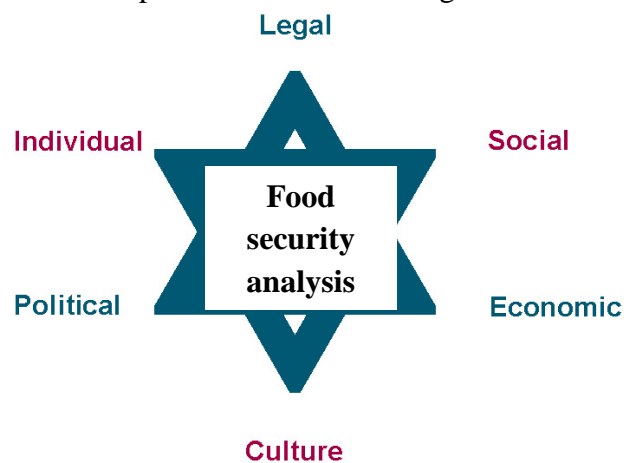 Legal
Individual
Social
Food
security
analysis
Political
Economic
Culture